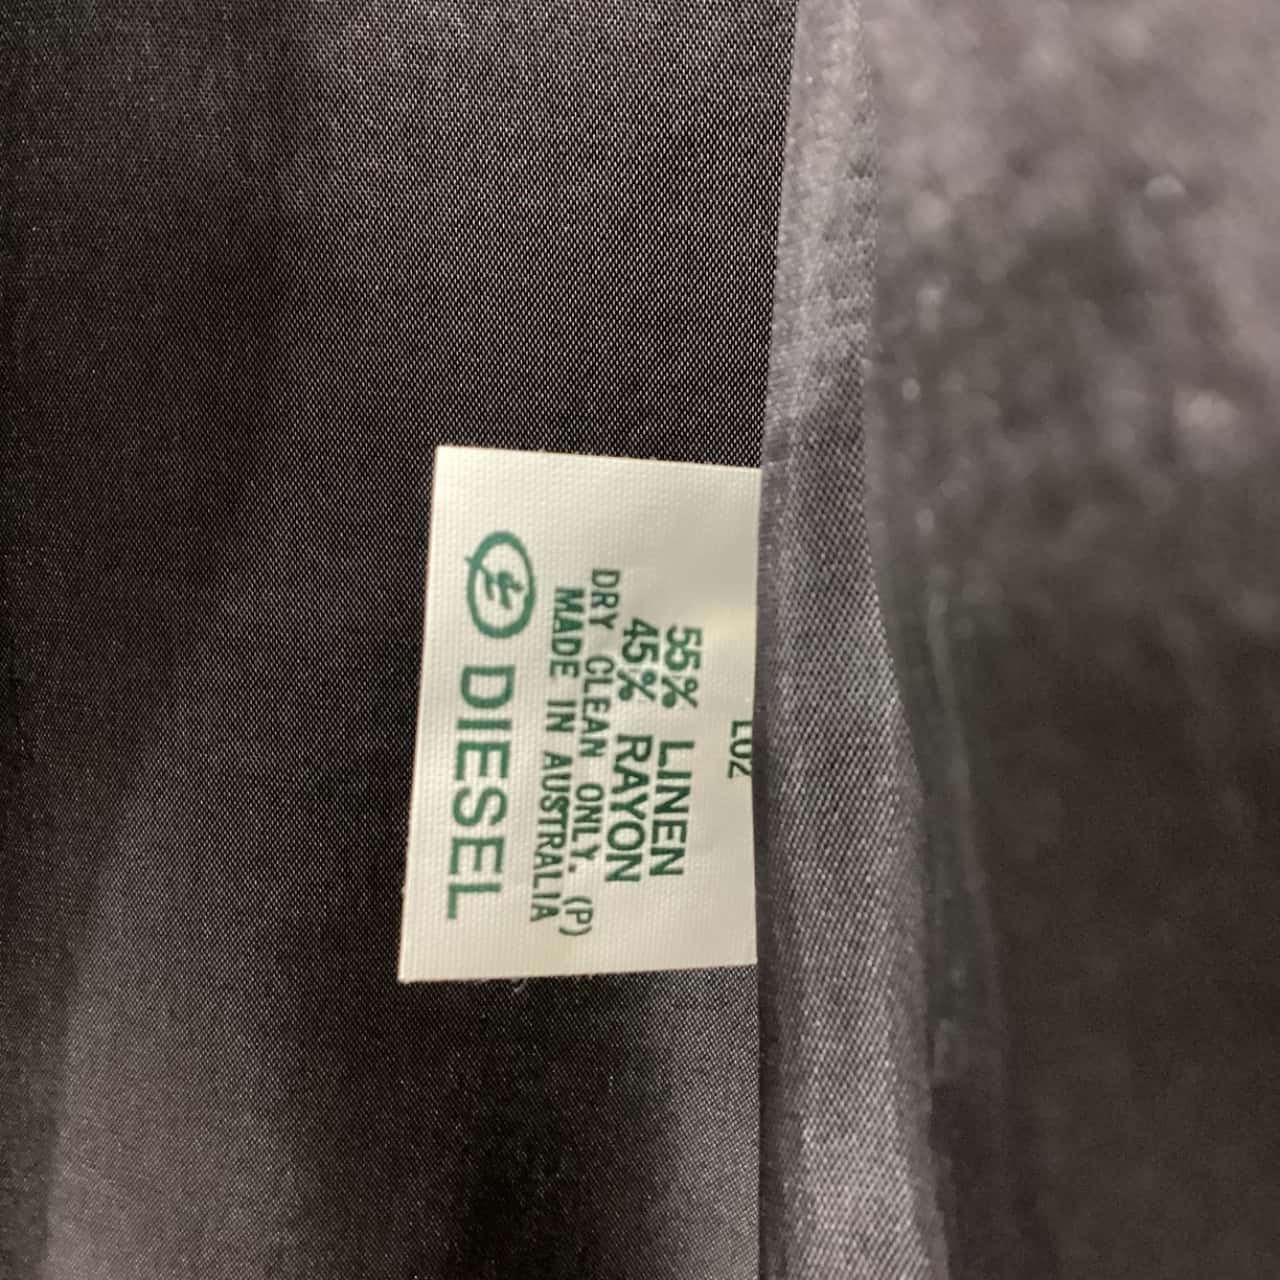 L02
55% LINEN
45% RAYON
DRY CLEAN ONLY. (P)
MADE IN AUSTRALIA
DIESEL